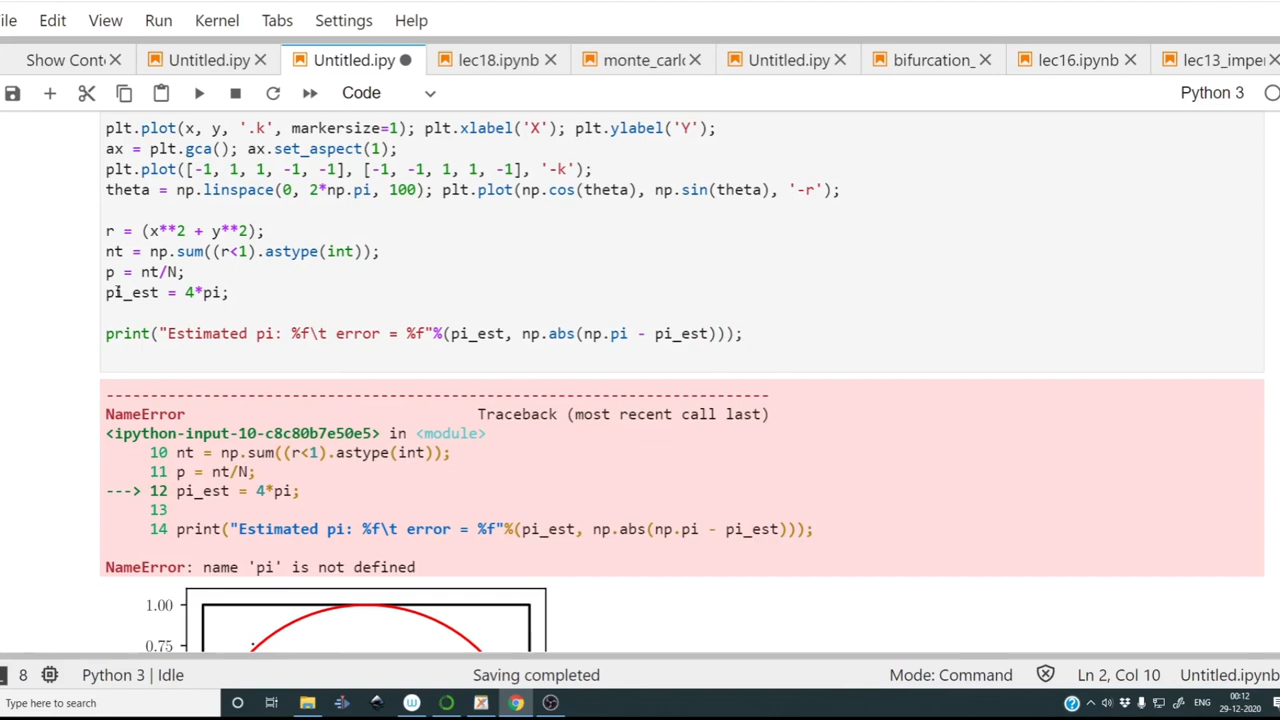 ile Edit View Run Kernel Tabs Settings Help
Show Cont Untitled.ipy Untitled.ipy lec18.ipynb monte_carlo Untitled.ipy bifurcation_ lec16.ipynb lec13_impe
Code Python 3
plt.plot(x, y, '.k', markersize=1); plt.xlabel('X'); plt.ylabel('Y');
ax = plt.gca(); ax.set_aspect(1);
plt.plot([-1, 1, 1, -1, -1], [-1, -1, 1, 1, -1], '-k');
theta = np.linspace(0, 2*np.pi, 100); plt.plot(np.cos(theta), np.sin(theta), '-r');
r = (x**2 + y**2);
nt = np.sum((r<1).astype(int));
p = nt/N;
pi_est = 4*pi;
print("Estimated pi: %f\t error = %f"%(pi_est, np.abs(np.pi - pi_est)));
---------------------------------------------------------------------------
NameError Traceback (most recent call last)
<ipython-input-10-c8c80b7e50e5> in <module>
10 nt = np.sum((r<1).astype(int));
11 p = nt/N;
---> 12 pi_est = 4*pi;
13
14 print("Estimated pi: %f\t error = %f"%(pi_est, np.abs(np.pi - pi_est)));
NameError: name 'pi' is not defined
1.00
0.75
8 Python 3 | Idle Saving completed Mode: Command Ln 2, Col 10 Untitled.ipynb
Type here to search ENG 00:12
29-12-2020